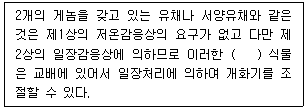 2개의 게놈을 갖고 있는 유채나 서양유채와 같은
것은 제1상의 저온감응상의 요구가 없고 다만 제
2상의 일장감응상에 의하므로 이러한 (   ) 식물
은 교배에 있어서 일장처리에 의하여 개화기를 조
절할 수 있다.